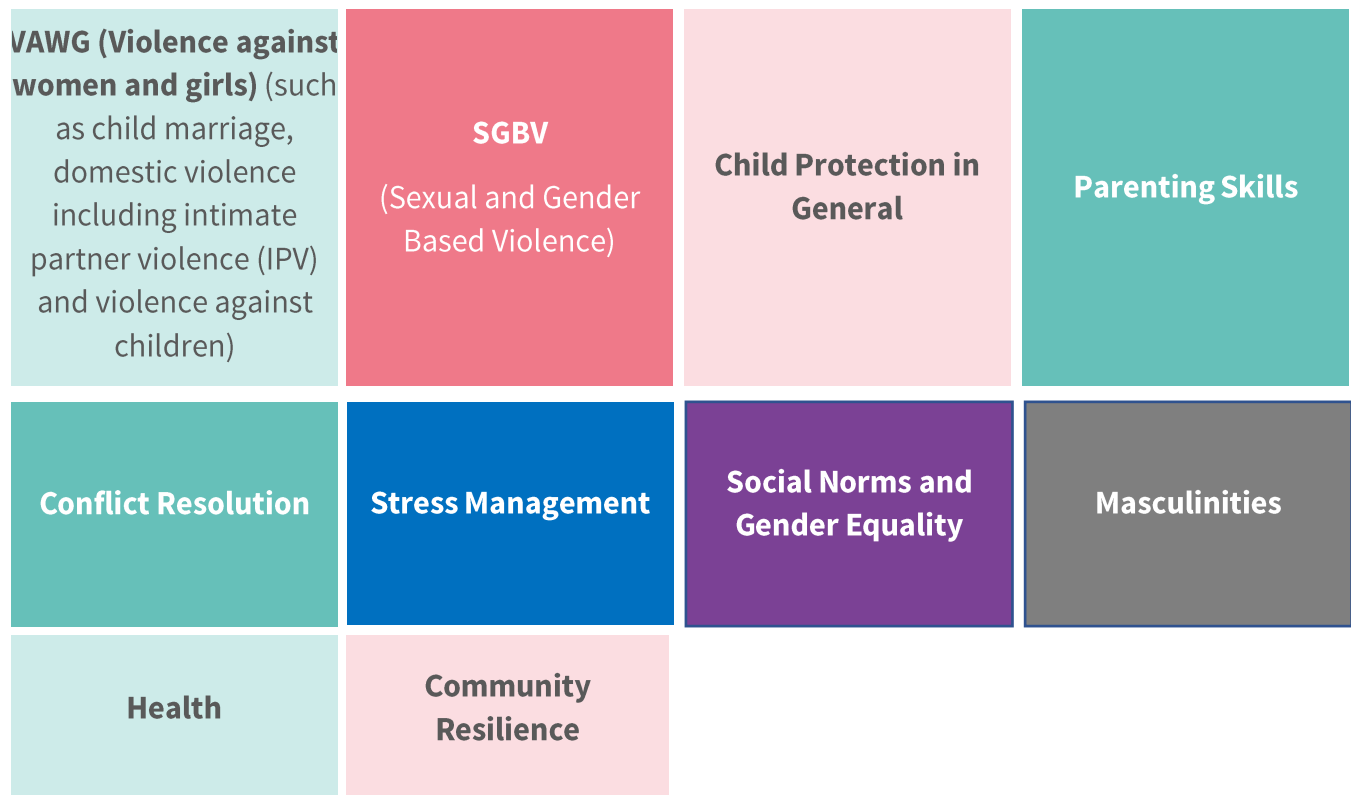 VAWG (Violence against
women and girls) (such
as child marriage,
domestic violence
including intimate
partner violence (IPV)
and violence against
children)
SGBV
(Sexual and Gender
Based Violence)
Child Protection in
General
Parenting Skills
Conflict Resolution
Stress Management
Social Norms and
Gender Equality
Masculinities
Health
Community
Resilience